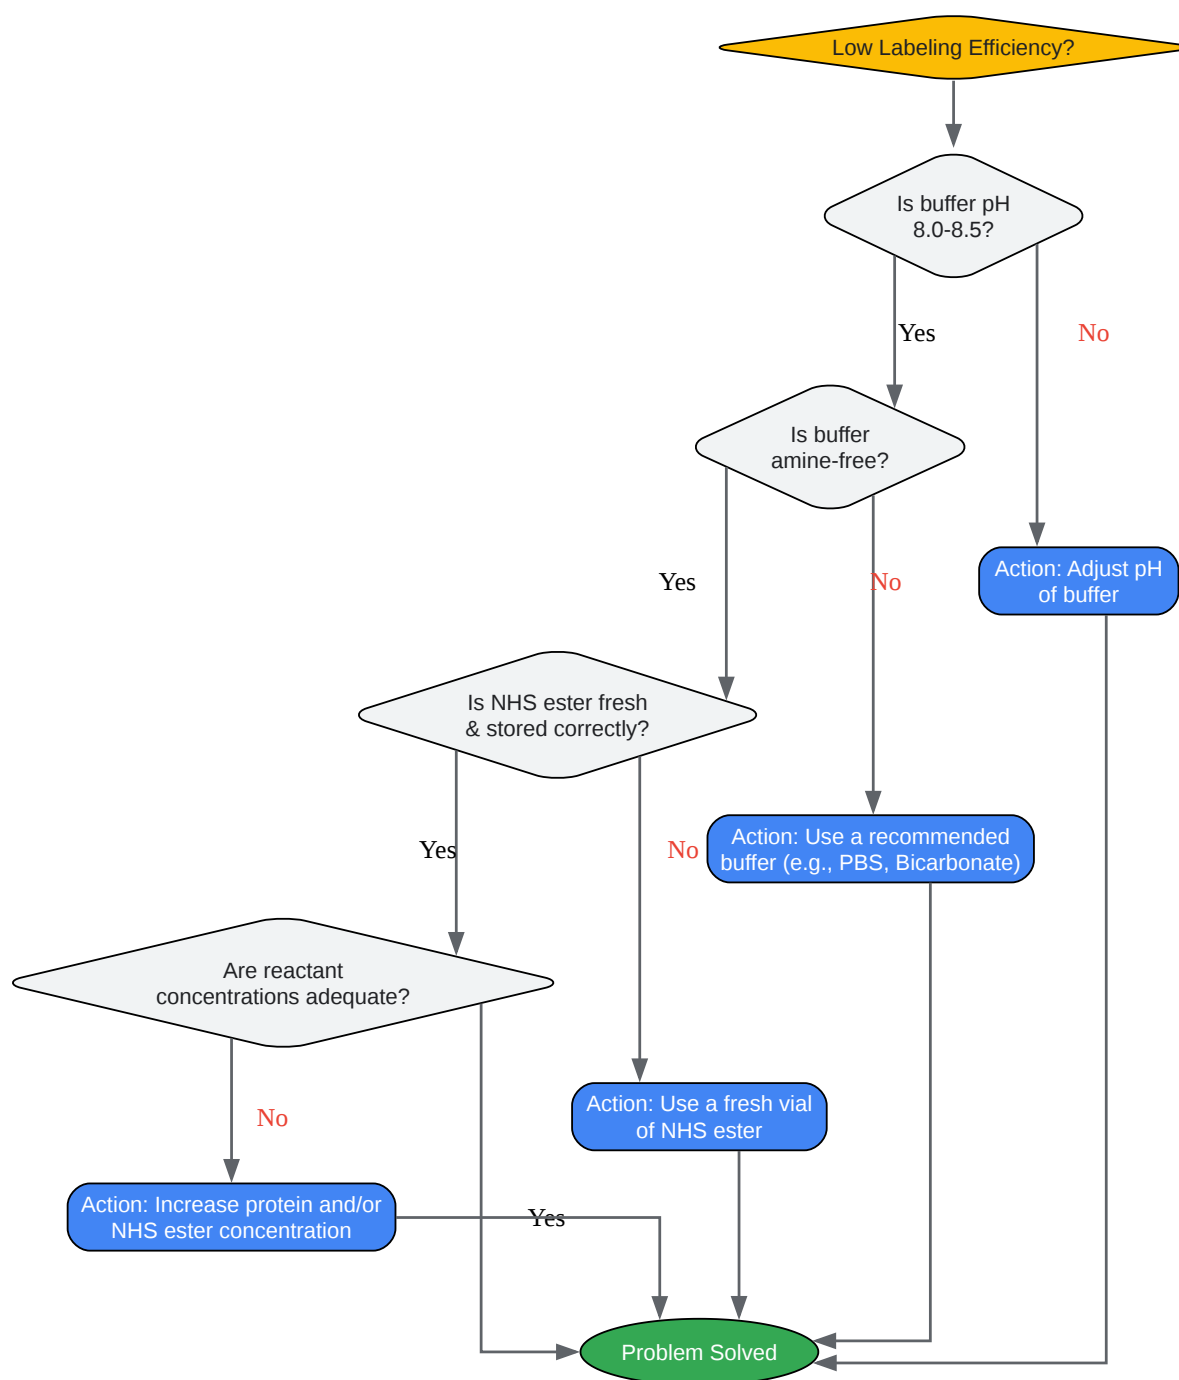 Low Labeling Efficiency?
Is buffer pH
8.0-8.5?
Yes
No
Is buffer
amine-free?
Yes
No
Action: Adjust pH
of buffer
Is NHS ester fresh
& stored correctly?
Yes
No
Action: Use a recommended
buffer (e.g., PBS, Bicarbonate)
Are reactant
concentrations adequate?
No
Action: Use a fresh vial
of NHS ester
Action: Increase protein and/or
NHS ester concentration
Yes
Problem Solved